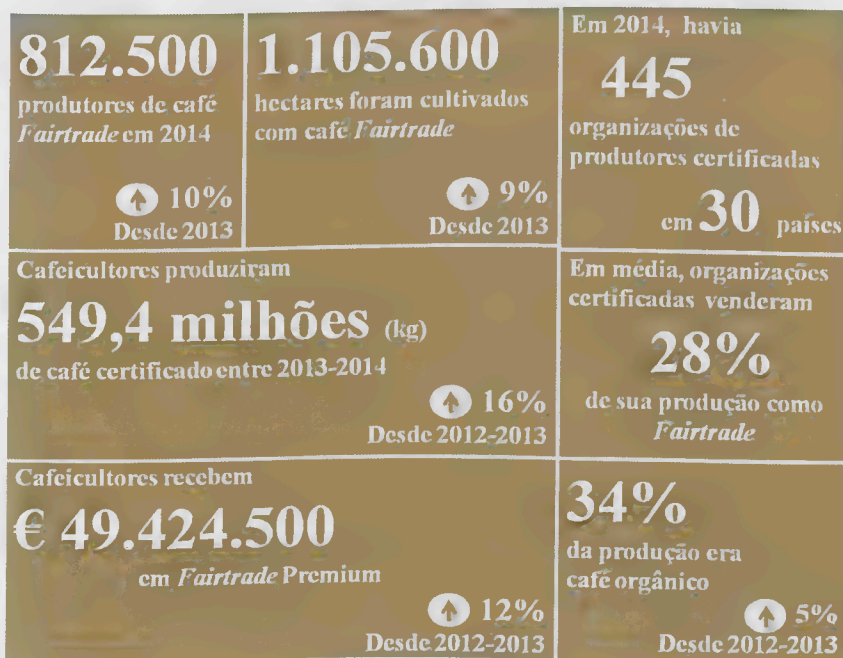 812.500
produtores de café
Fairtrade em 2014
10%
Desde 2013
1.105.600
hectares foram cultivados
com café Fairtrade
9%
Desde 2013
Em 2014, havia
445
organizações de
produtores certificadas
em 30 países
Cafeicultores produziram
549,4 milhões (kg)
de café certificado entre 2013-2014
16%
Desde 2012-2013
Em média, organizações
certificadas venderam
28%
de sua produção como
Fairtrade
Cafeicultores recebem
€ 49.424.500
em Fairtrade Premium
12%
Desde 2012-2013
34%
da produção era
café orgânico
5%
Desde 2012-2013